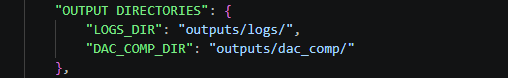 "OUTPUT DIRECTORIES": {
"LOGS_DIR": "outputs/logs/",
"DAC_COMP_DIR": "outputs/dac_comp/"
},